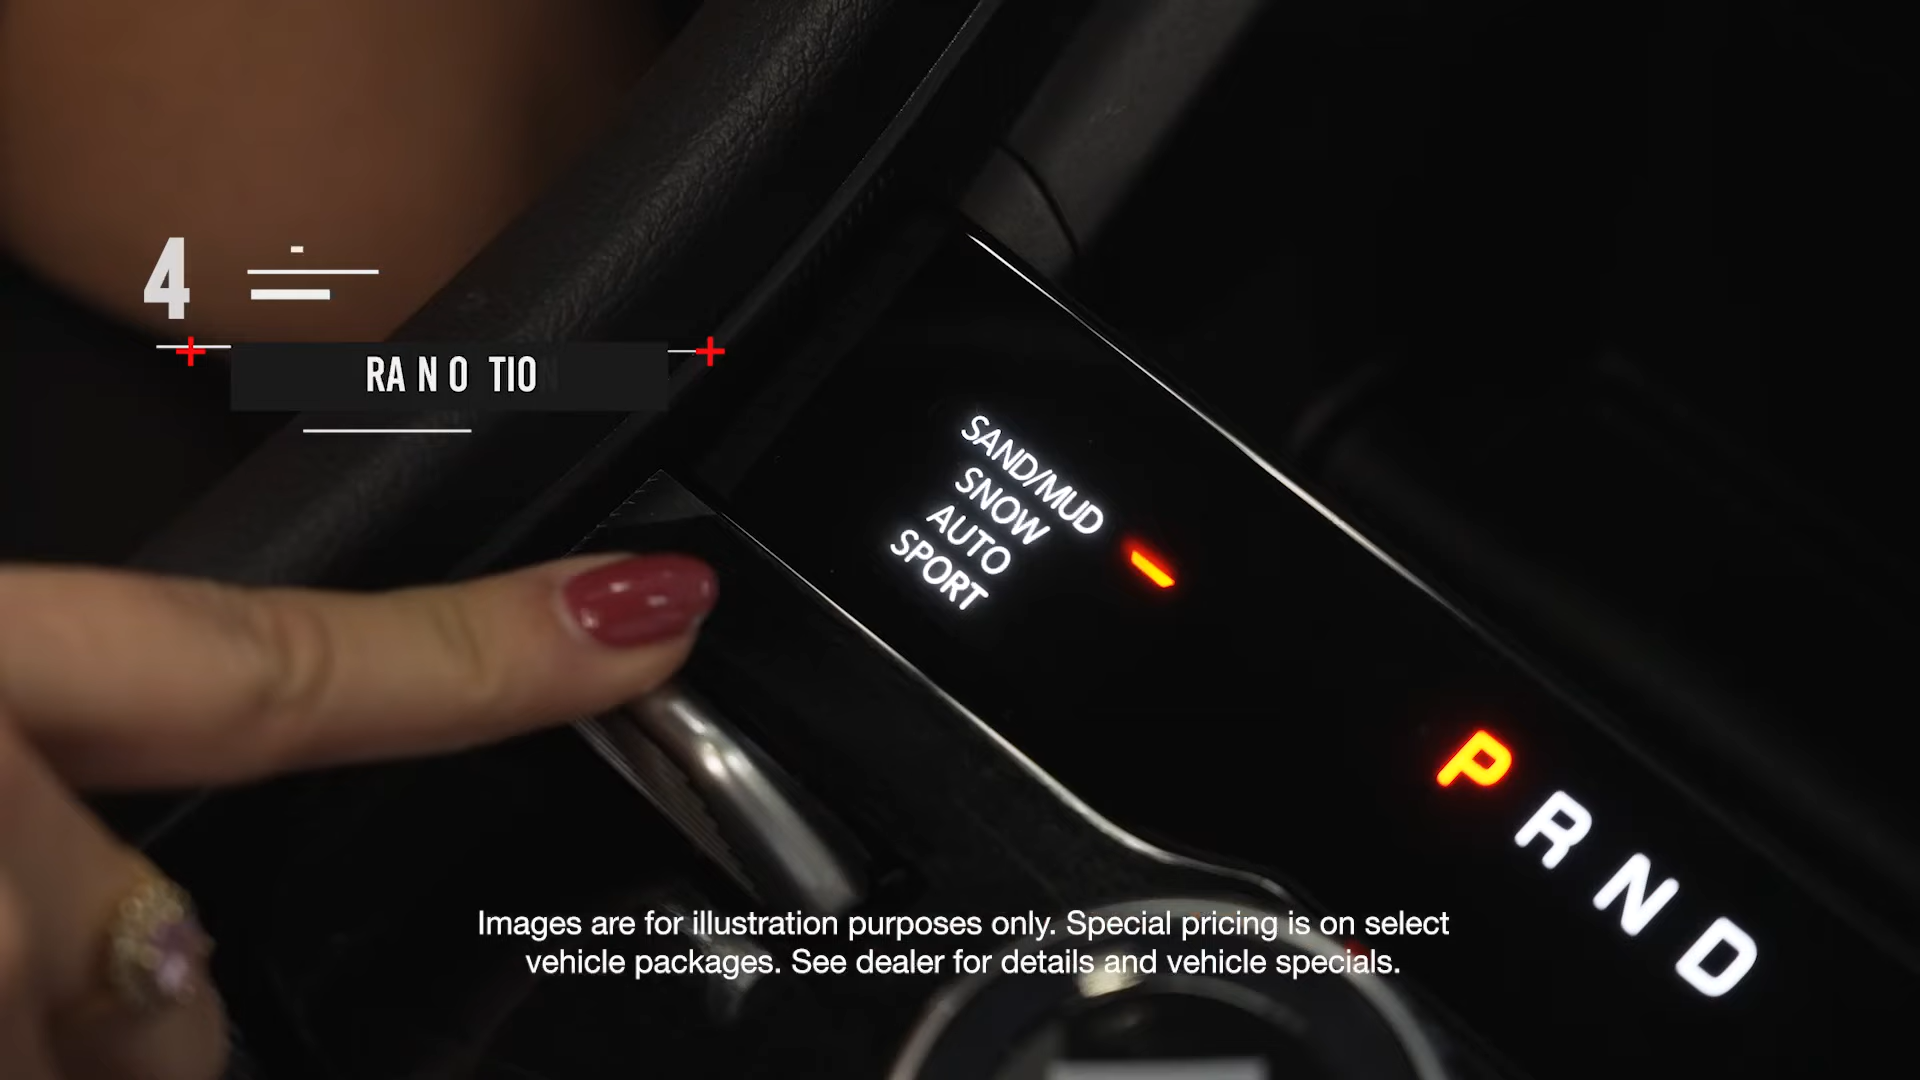 4
RA N O TIO
SAND/MUD
SNOW
AUTO
SPORT
P R N D
Images are for illustration purposes only. Special pricing is on select
vehicle packages. See dealer for details and vehicle specials.